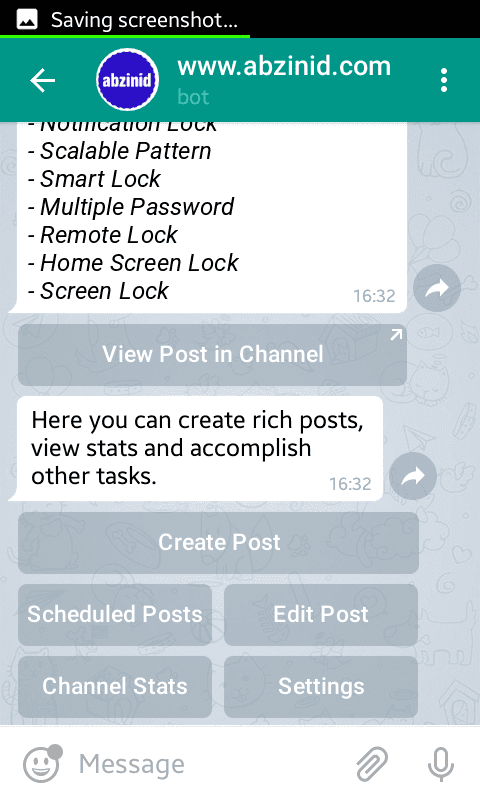 Saving screenshot...
abzinid
www.abzinid.com
bot
- Notification Lock
- Scalable Pattern
- Smart Lock
- Multiple Password
- Remote Lock
- Home Screen Lock
- Screen Lock
16:32
View Post in Channel
Here you can create rich posts,
view stats and accomplish
other tasks.
16:32
Create Post
Scheduled Posts
Edit Post
Channel Stats
Settings
Message